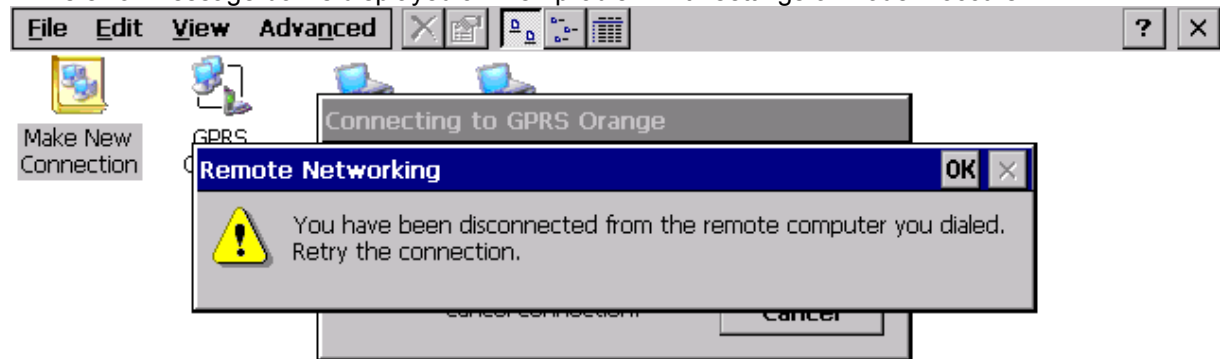 File Edit View Advanced ? ×
Make New
Connection
GPRS
Connecting to GPRS Orange
Remote Networking OK ×
You have been disconnected from the remote computer you dialed.
Retry the connection.
Cancel